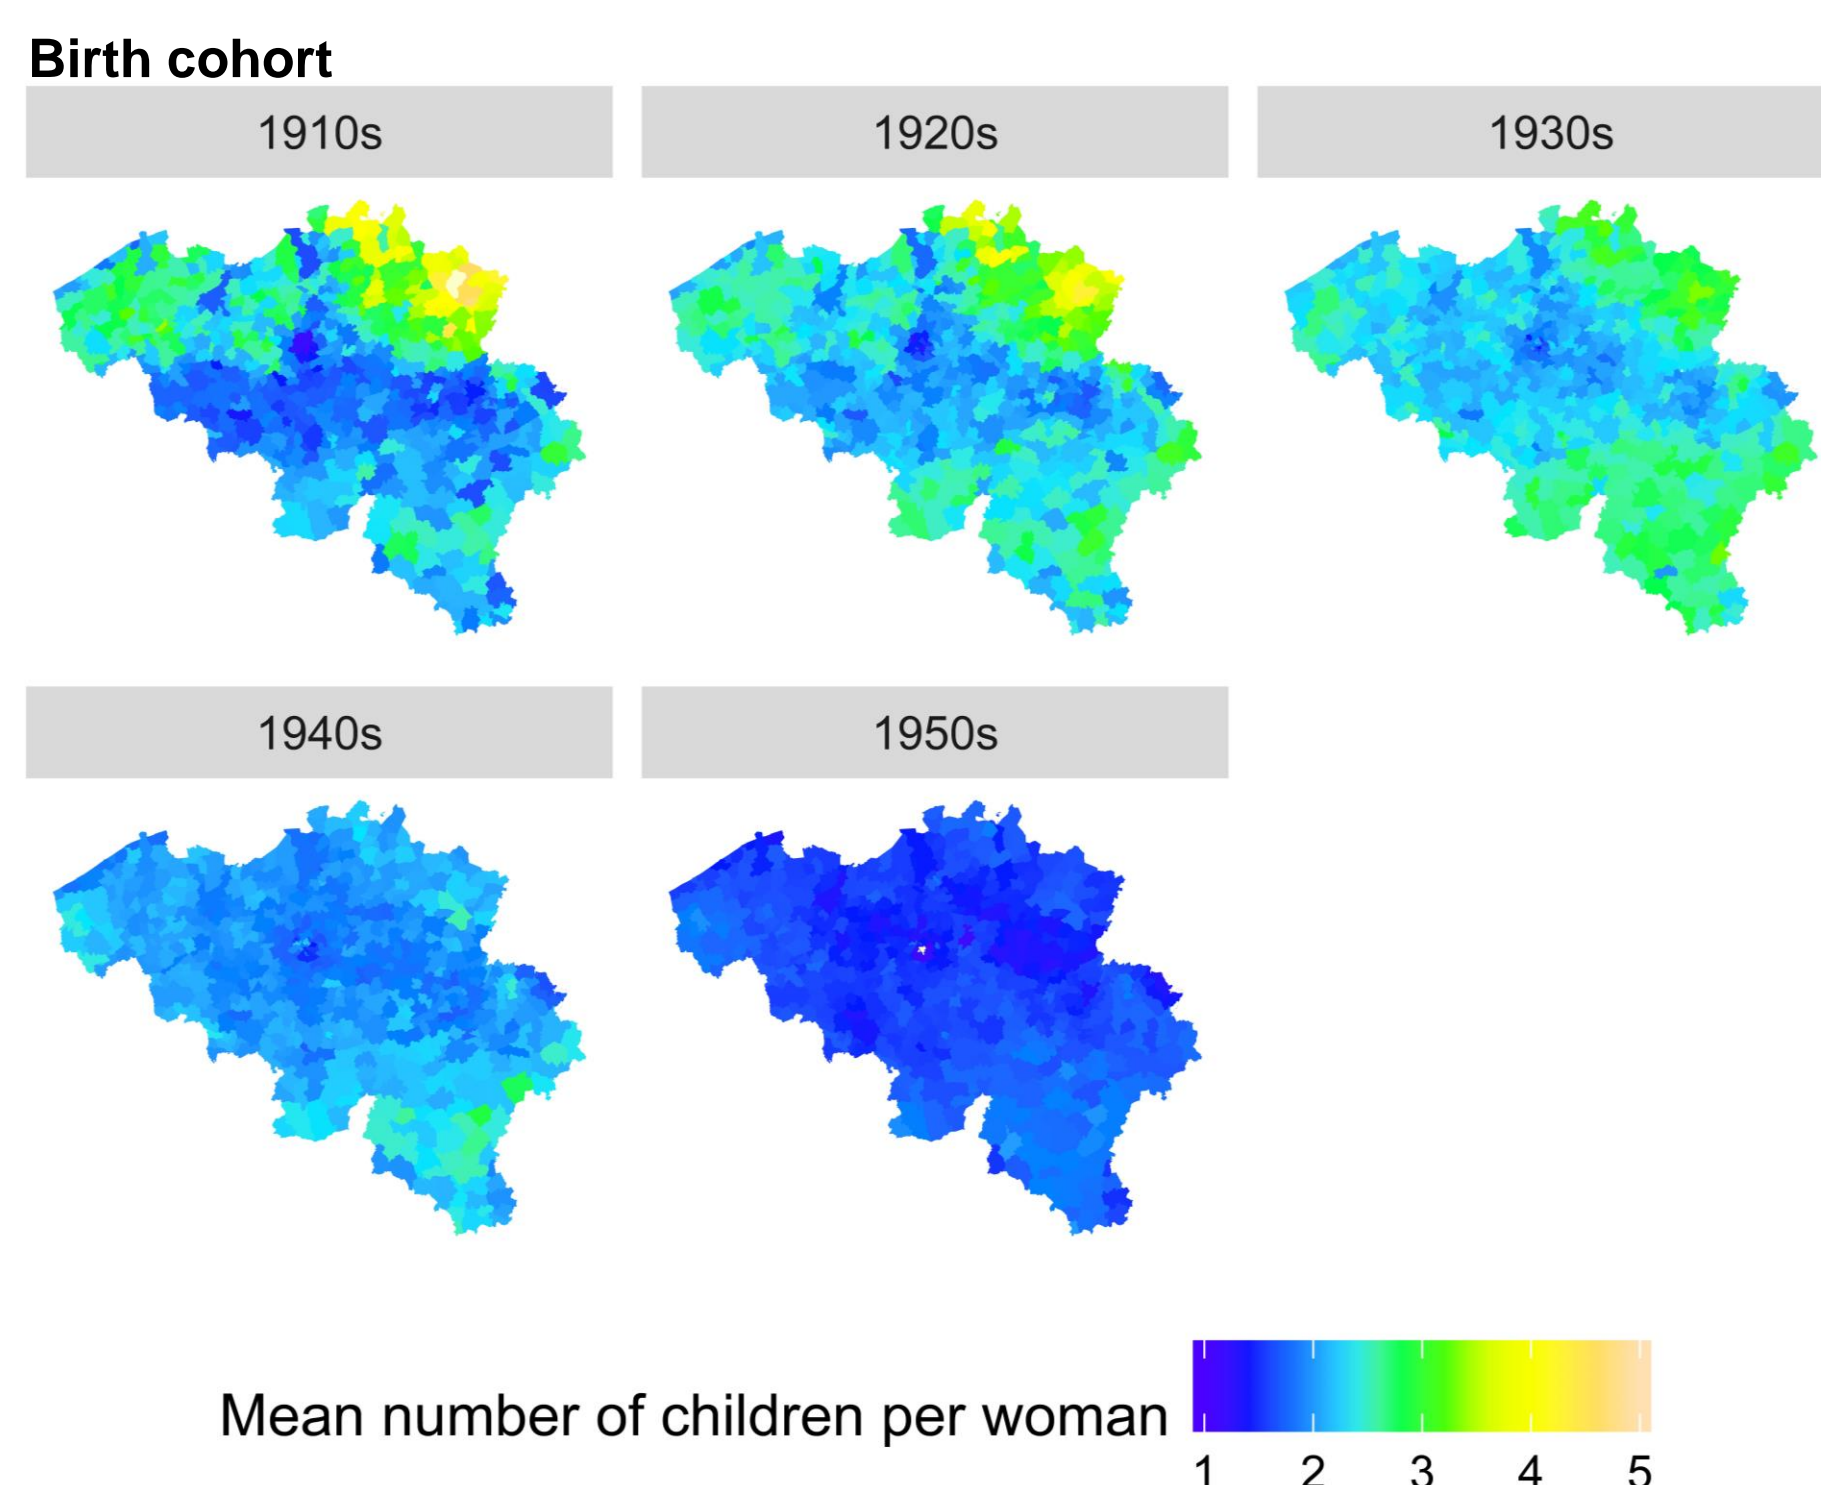 Birth cohort
1910s
1920s
1930s
1940s
1950s
Mean number of children per woman
1 2 3 4 5